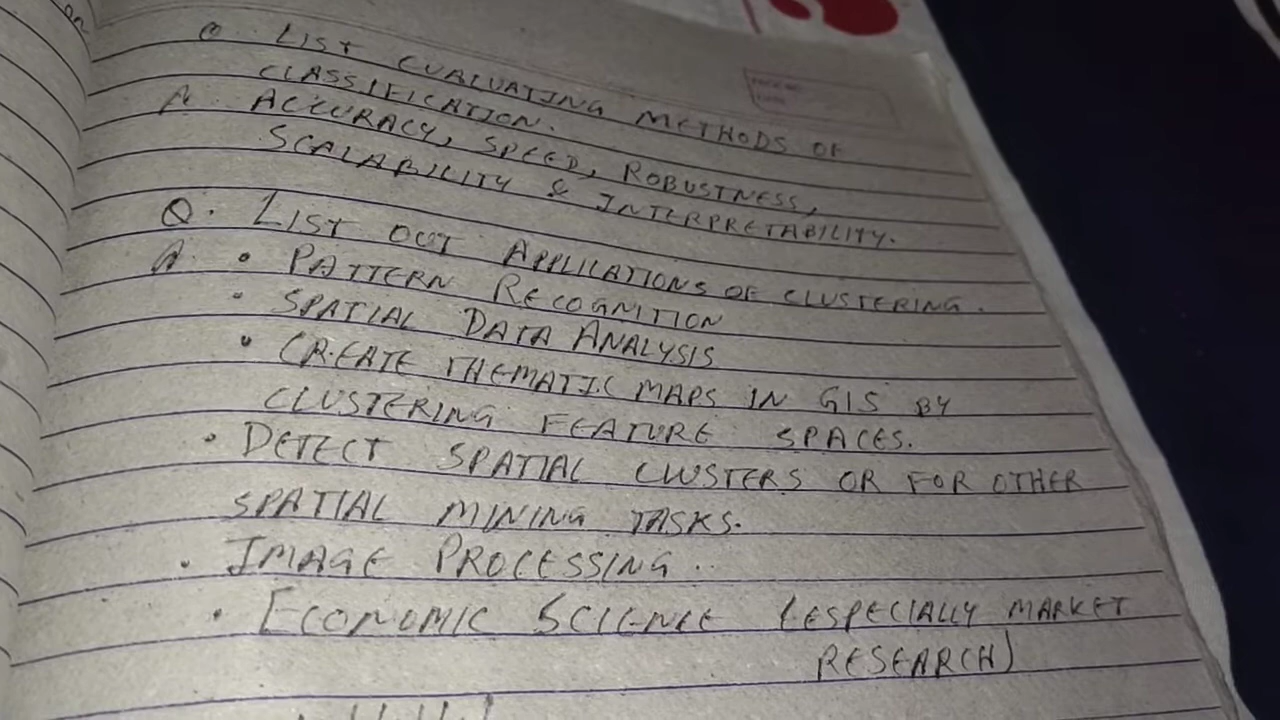 Q. LIST EVALUATING METHODS OF
CLASSIFICATION.
A. ACCURACY, SPEED, ROBUSTNESS,
SCALABILITY & INTERPRETABILITY.
Q. LIST OUT APPLICATIONS OF CLUSTERING.
A. • PATTERN RECOGNITION
• SPATIAL DATA ANALYSIS
• CREATE THEMATIC MAPS IN GIS BY
CLUSTERING FEATURE SPACES.
• DETECT SPATIAL CLUSTERS OR FOR OTHER
SPATIAL MINING TASKS.
• IMAGE PROCESSING.
• ECONOMIC SCIENCE (ESPECIALLY MARKET
RESEARCH)